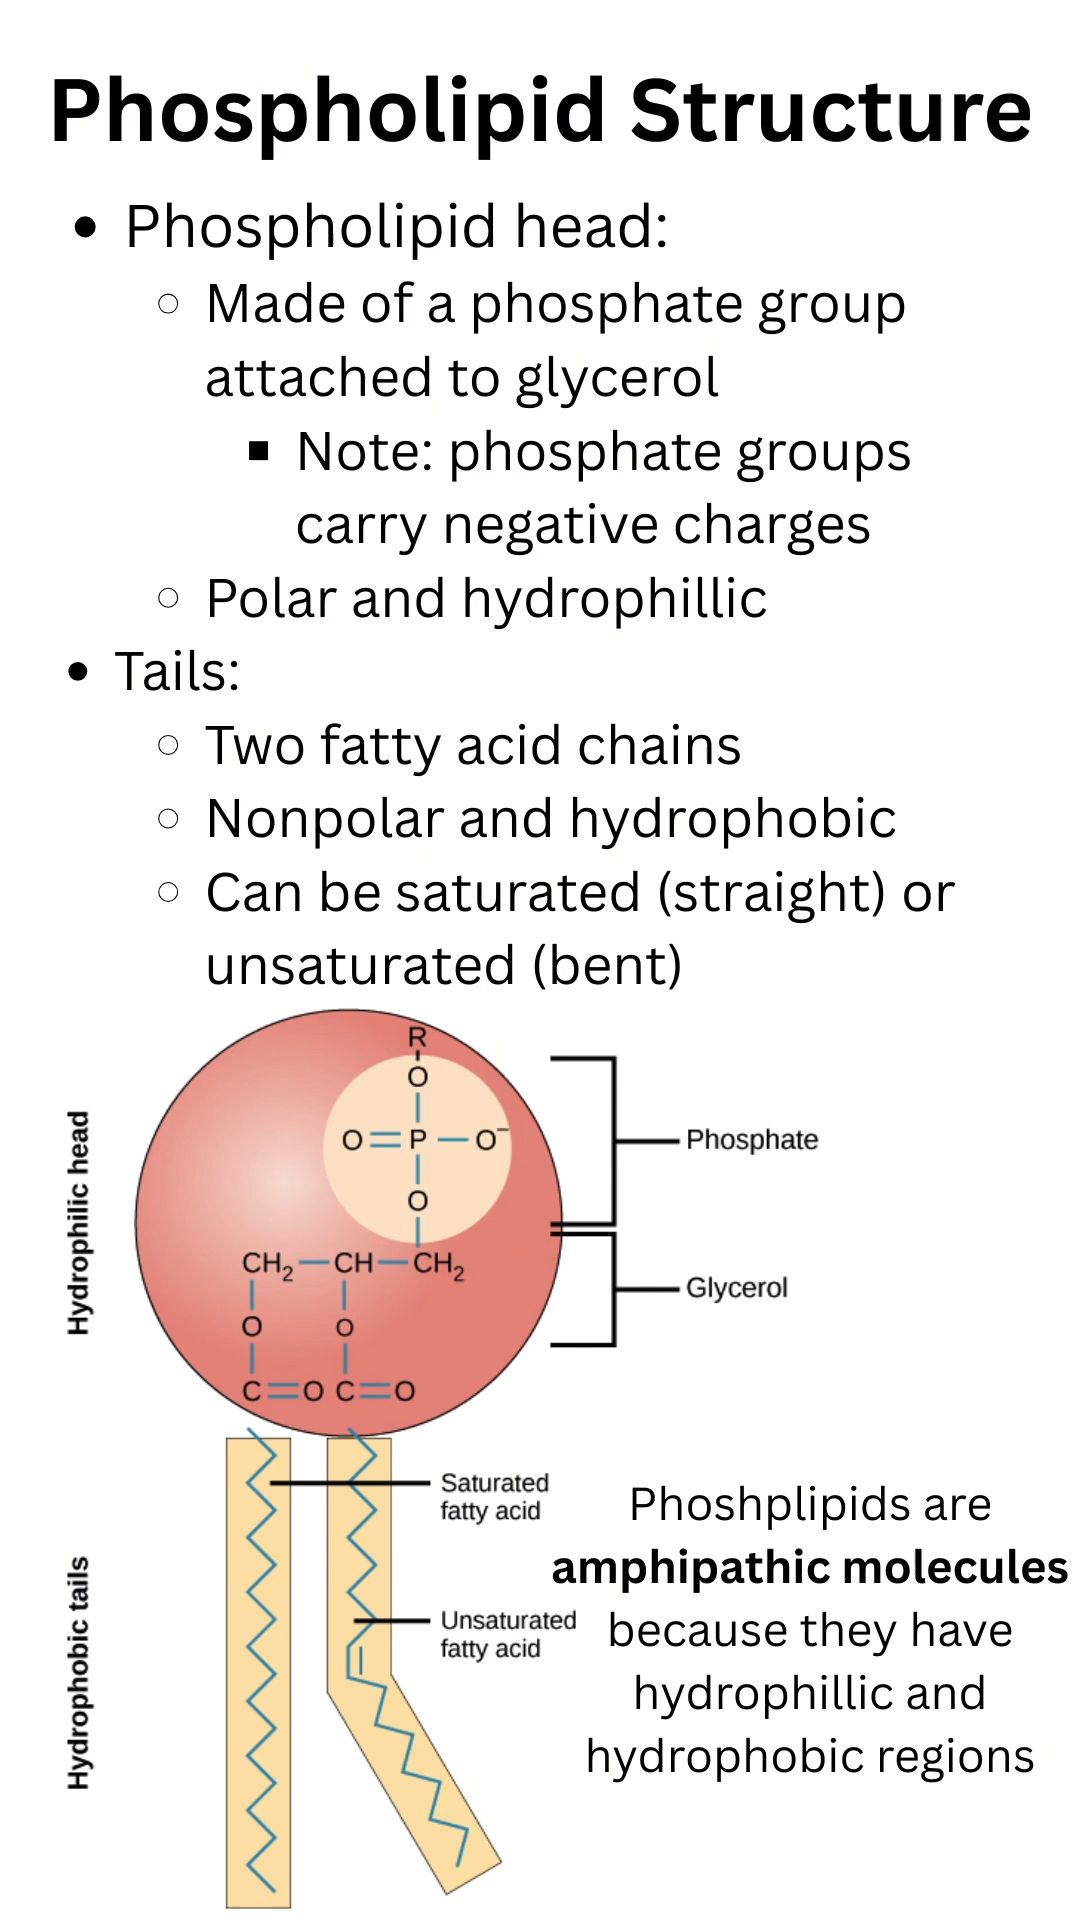 Phospholipid Structure
• Phospholipid head:
○ Made of a phosphate group
attached to glycerol
▪ Note: phosphate groups
carry negative charges
○ Polar and hydrophillic
• Tails:
○ Two fatty acid chains
○ Nonpolar and hydrophobic
○ Can be saturated (straight) or
unsaturated (bent)
Hydrophilic head
R
O
O=P—O⁻
O
CH₂—CH—CH₂
O O
C=O C=O
Phosphate
Glycerol
Hydrophobic tails
Saturated
fatty acid
Unsaturated
fatty acid
Phoshplipids are
amphipathic molecules
because they have
hydrophillic and
hydrophobic regions